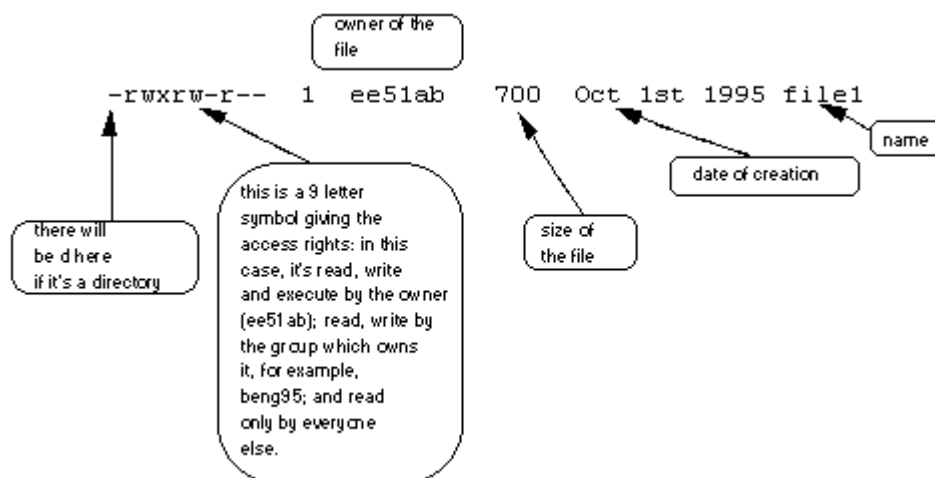 owner of the
file
-rwxrw-r-- 1 ee51ab 700 Oct 1st 1995 file1
name
date of creation
there will
be d here
if it's a directory
this is a 9 letter
symbol giving the
access rights: in this
case, it's read, write
and execute by the owner
(ee51ab); read, write by
the group which owns
it, for example,
beng95; and read
only by everyone
else.
size of
the file